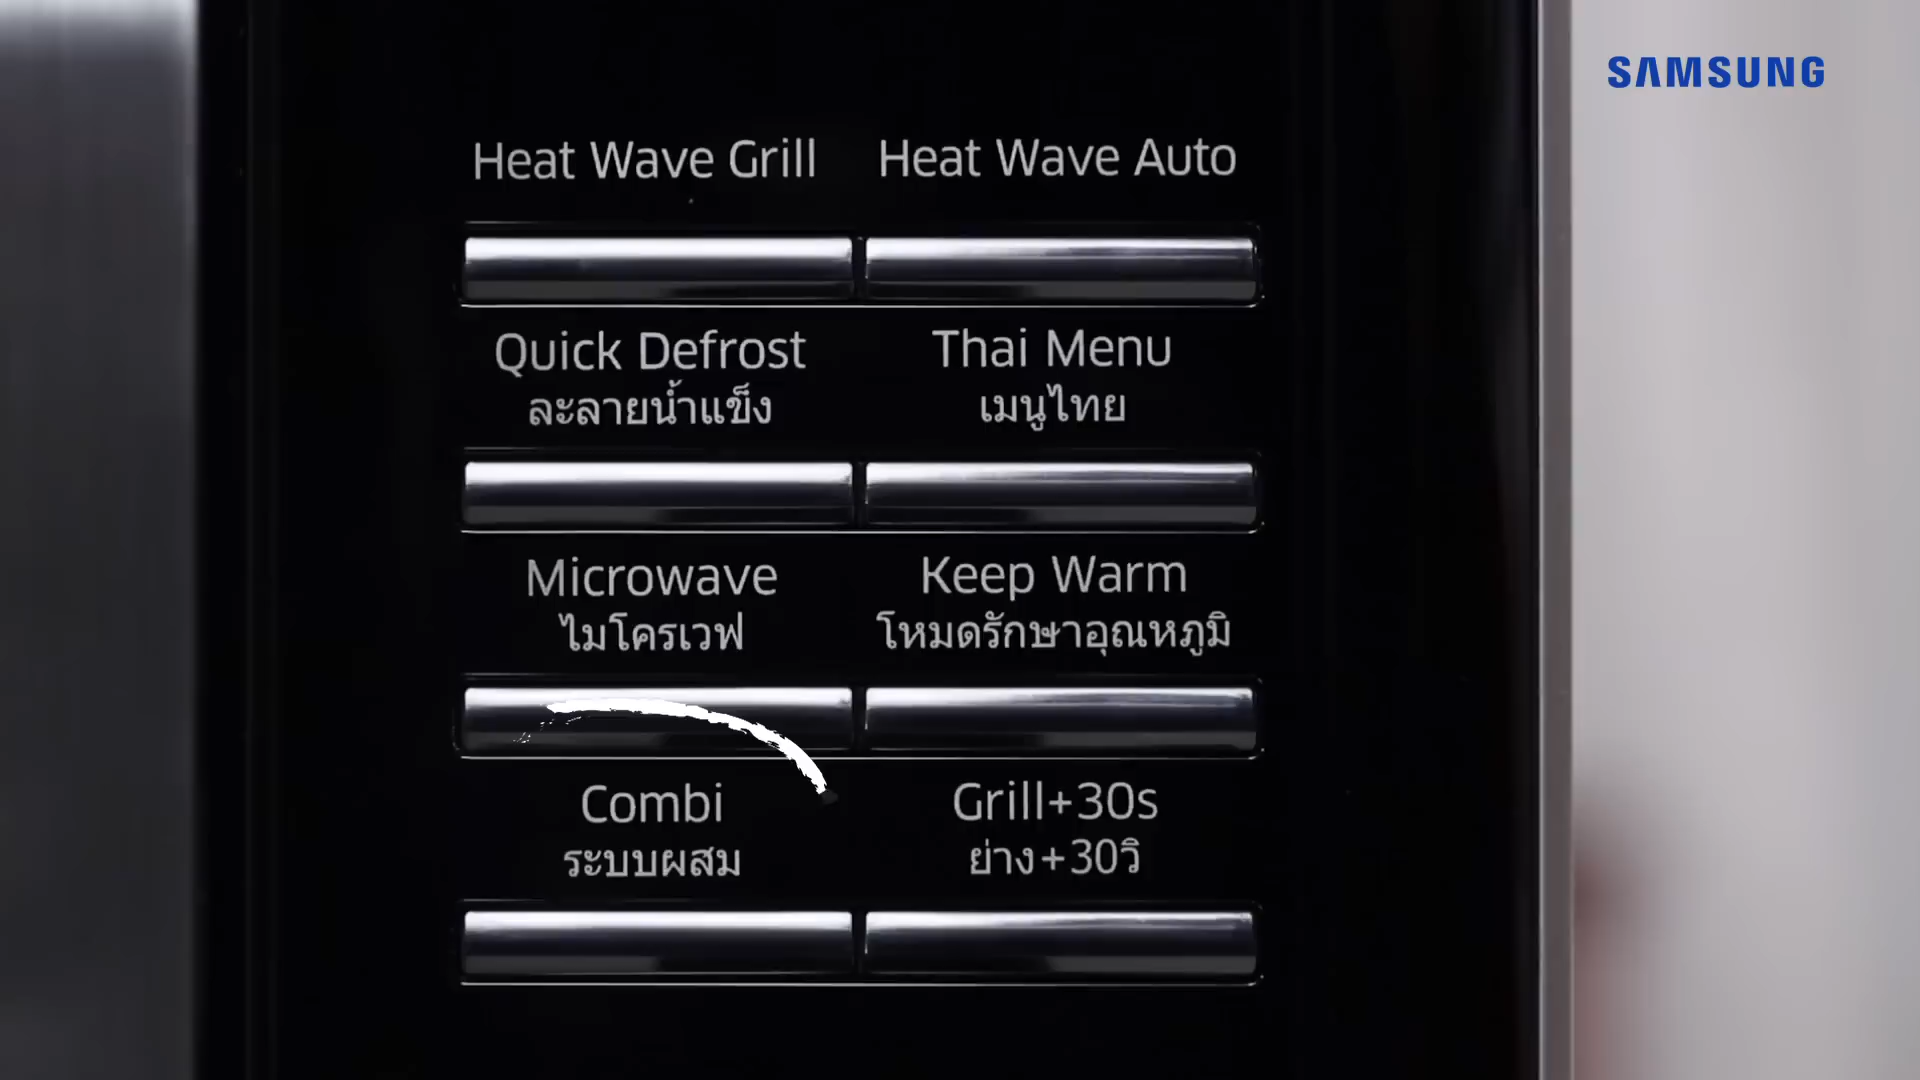 SAMSUNG
Heat Wave Grill
Heat Wave Auto
Quick Defrost
ละลายน้ำแข็ง
Thai Menu
เมนูไทย
Microwave
ไมโครเวฟ
Keep Warm
โหมดรักษาอุณหภูมิ
Combi
ระบบผสม
Grill+30s
ย่าง+30วิ